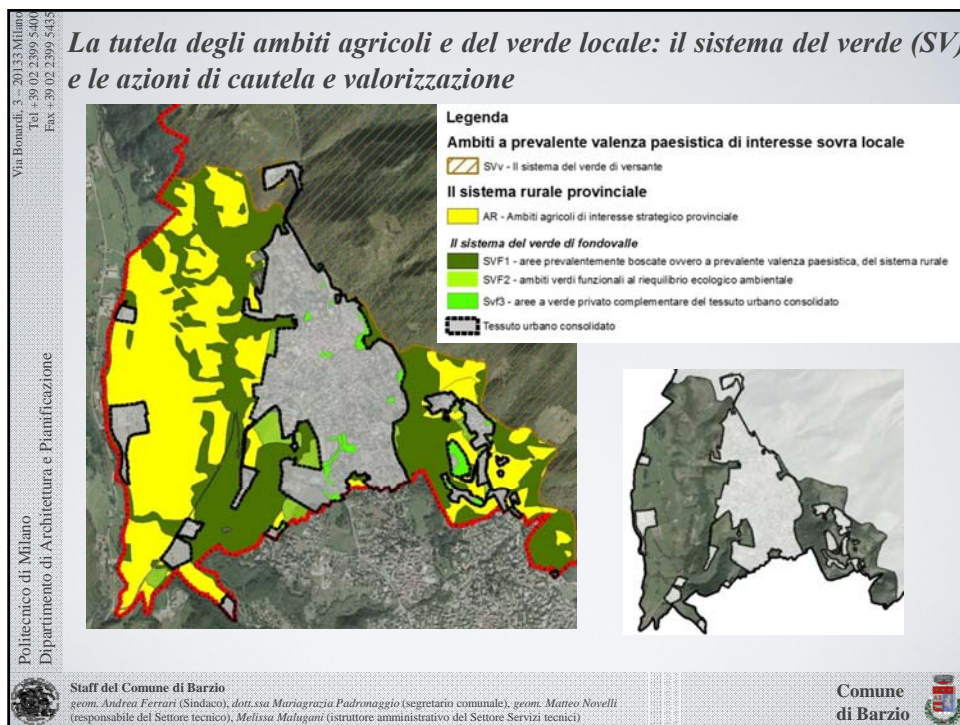 La tutela degli ambiti agricoli e del verde locale: il sistema del verde (SV)
e le azioni di cautela e valorizzazione
Via Bonardi, 3 – 20133 Milano
Tel +39 02 2399 5400
Fax +39 02 2399 5435
Politecnico di Milano
Dipartimento di Architettura e Pianificazione
Legenda
Ambiti a prevalente valenza paesistica di interesse sovra locale
SVv - Il sistema del verde di versante
Il sistema rurale provinciale
AR - Ambiti agricoli di interesse strategico provinciale
Il sistema del verde di fondovalle
SVF1 - aree prevalentemente boscate ovvero a prevalente valenza paesistica, del sistema rurale
SVF2 - ambiti verdi funzionali al riequilibrio ecologico ambientale
Svf3 - aree a verde privato complementare del tessuto urbano consolidato
Tessuto urbano consolidato
Staff del Comune di Barzio
geom. Andrea Ferrari (Sindaco), dott.ssa Mariagrazia Padronaggio (segretario comunale), geom. Matteo Novelli
(responsabile del Settore tecnico), Melissa Malugani (istruttore amministrativo del Settore Servizi tecnici)
Comune
di Barzio